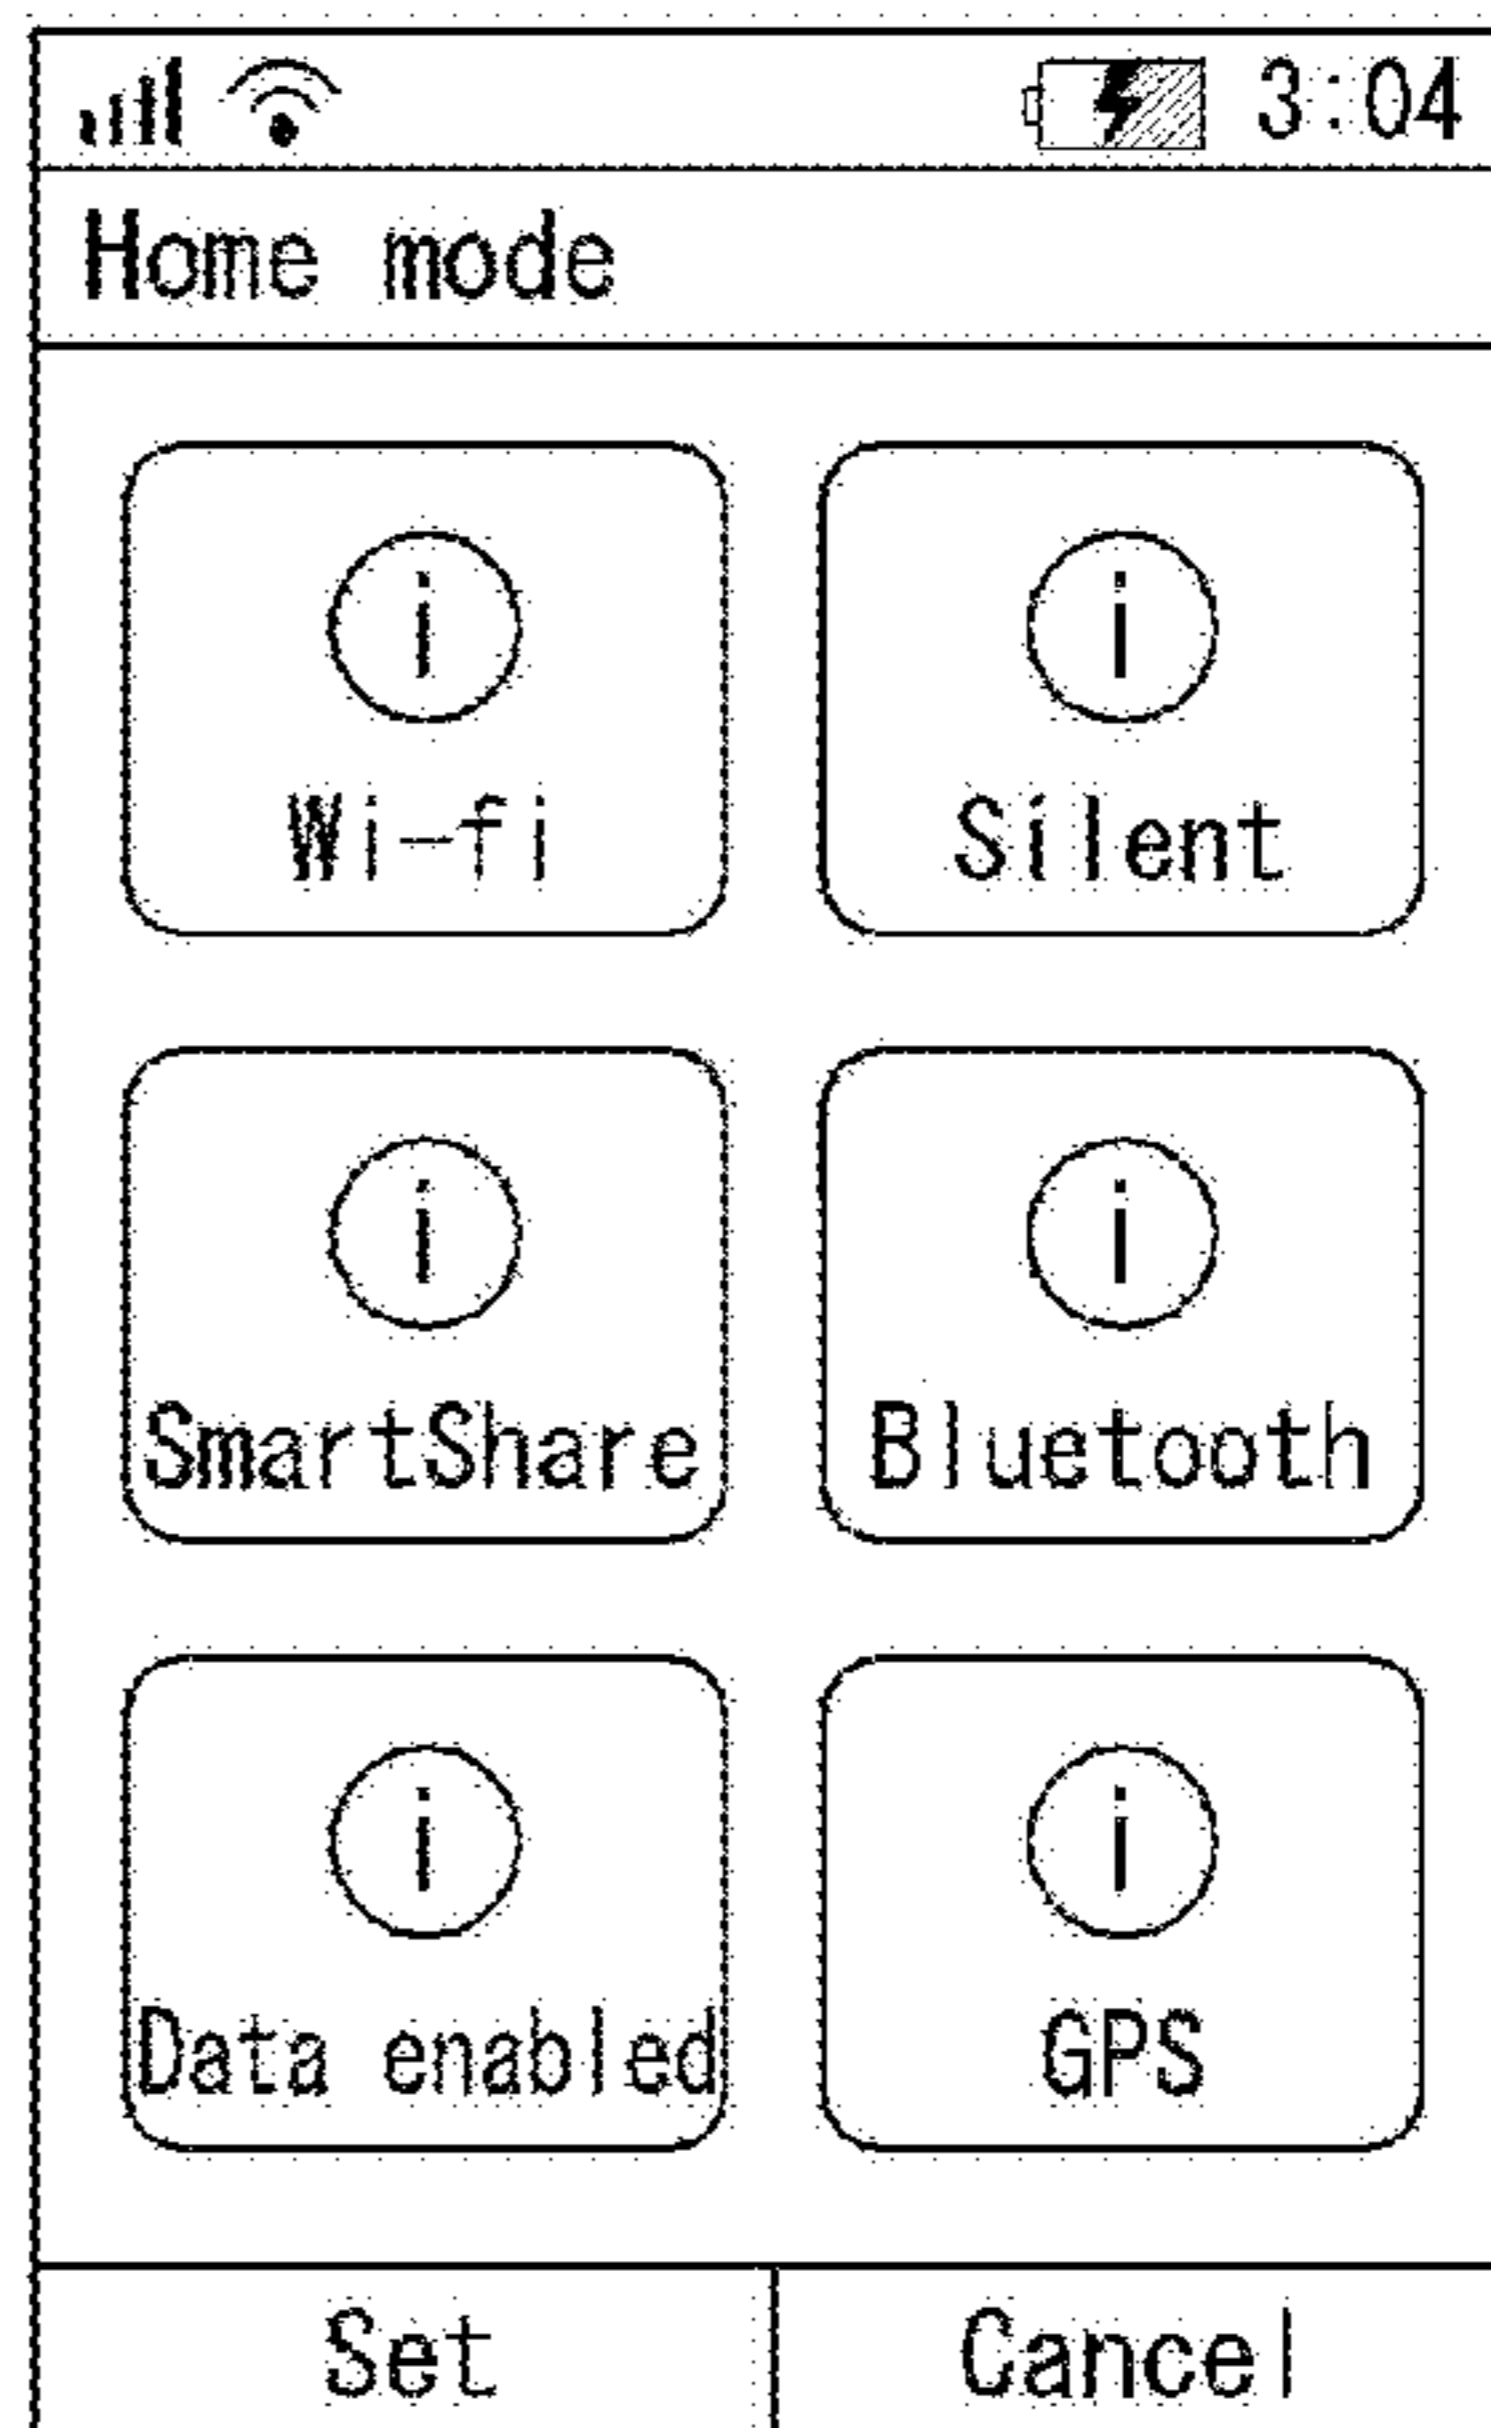 3:04
Home mode
i i
Wi-fi Silent
i i
SmartShare Bluetooth
i i
Data enabled GPS
Set Cancel